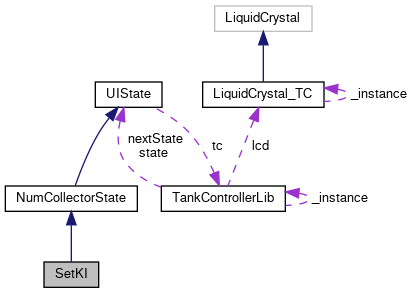 LiquidCrystal
UIState
LiquidCrystal_TC
_instance
nextState
state
tc
lcd
NumCollectorState
TankControllerLib
_instance
SetKI